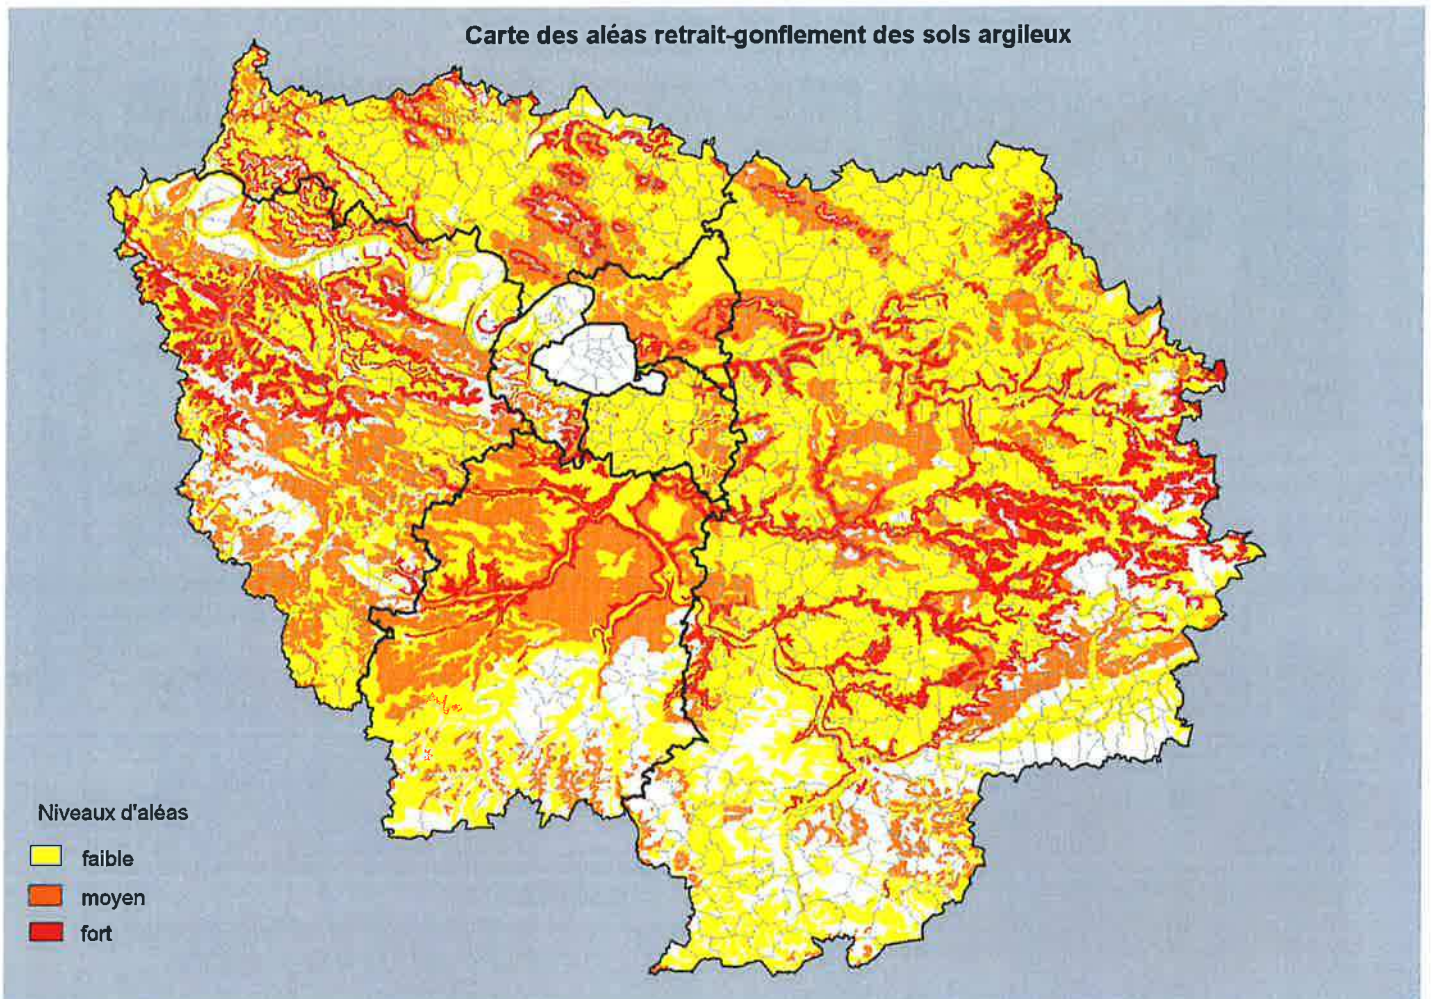 Carte des aléas retrait-gonflement des sols argileux
Niveaux d'aléas
faible
moyen
fort